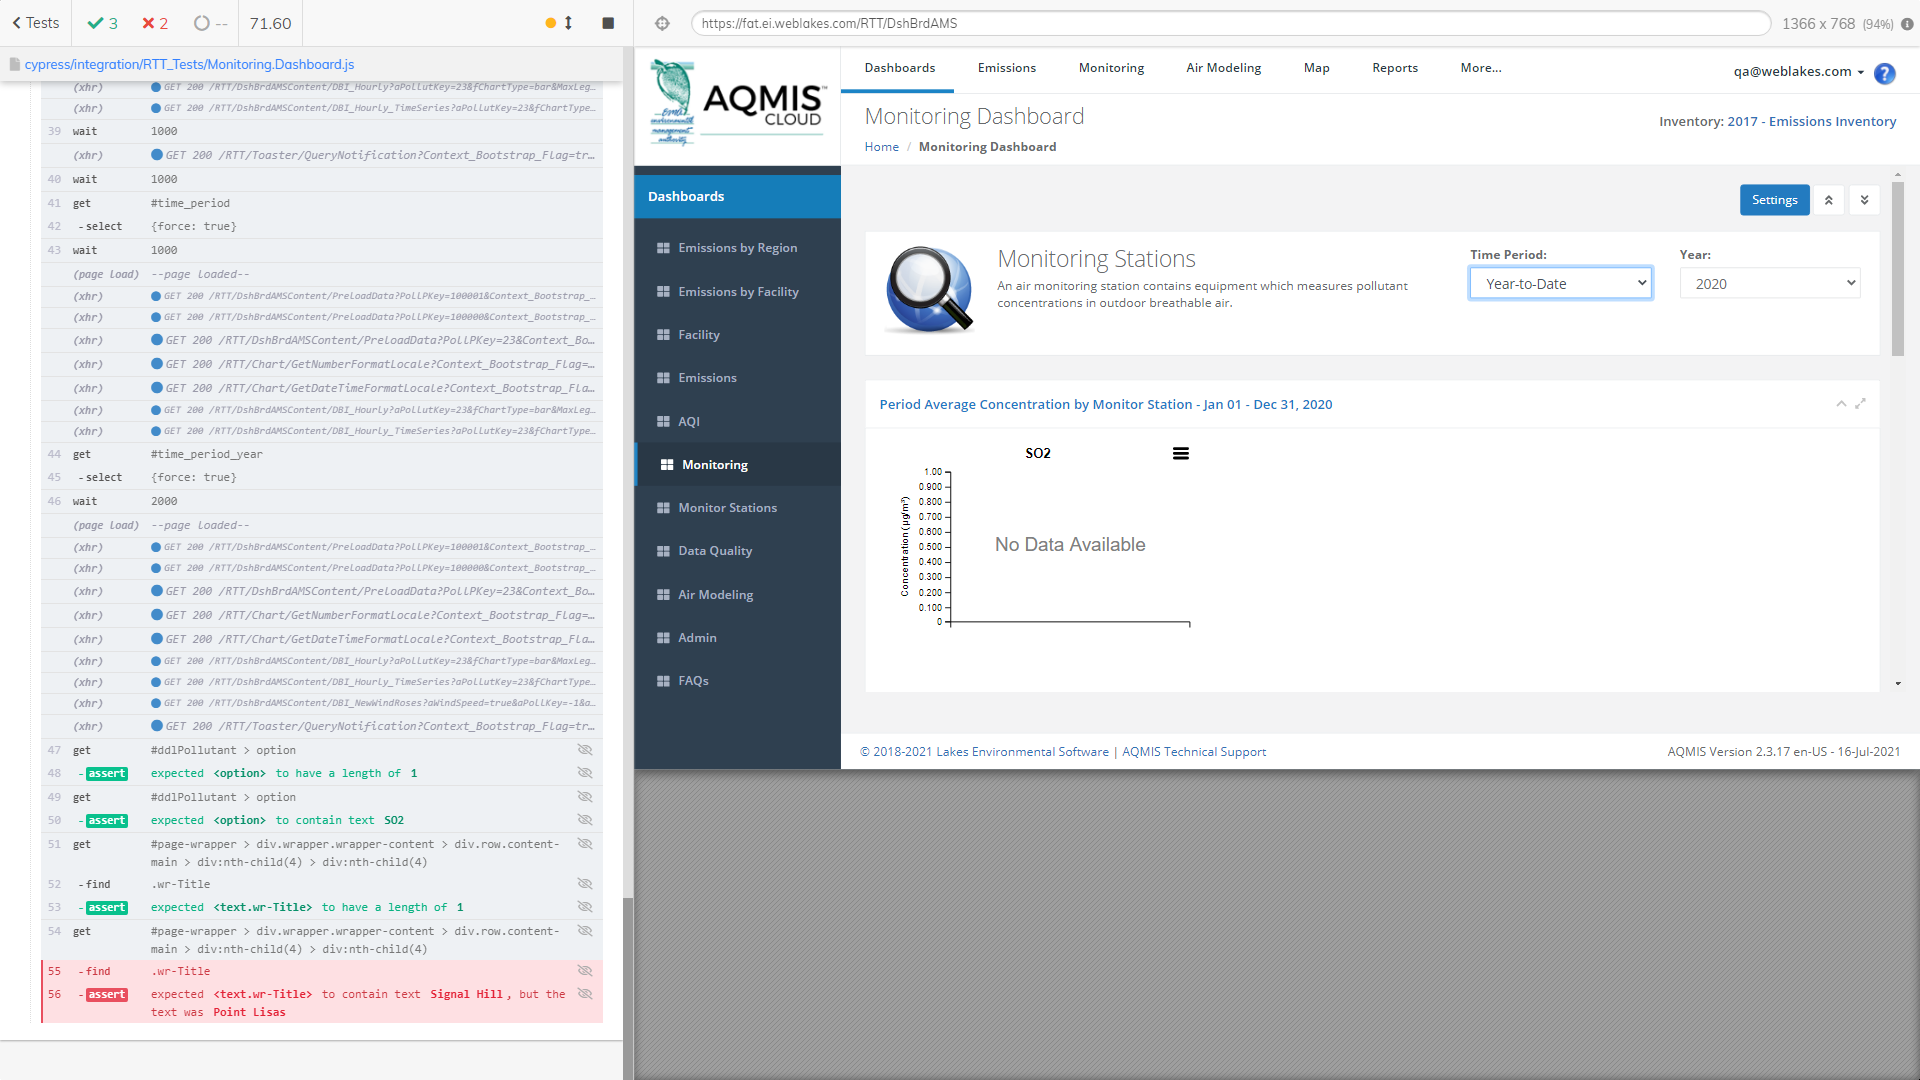 Tests
3
2
--
71.60
cypress/integration/RTT_Tests/Monitoring.Dashboard.js
(xhr) GET 200 /RTT/DshBrdAMSContent/DBI_Hourly?aPollutKey=23&fChartType=bar&MaxLeg...
(xhr) GET 200 /RTT/DshBrdAMSContent/DBI_Hourly_TimeSeries?aPollutKey=23&fChartType...
39 wait 1000
(xhr) GET 200 /RTT/Toaster/QueryNotification?Context_Bootstrap_Flag=tr...
40 wait 1000
41 get #time_period
42 -select {force: true}
43 wait 1000
(page load) --page loaded--
(xhr) GET 200 /RTT/DshBrdAMSContent/PreLoadData?PollPKey=100001&Context_Bootstrap_...
(xhr) GET 200 /RTT/DshBrdAMSContent/PreLoadData?PollPKey=100000&Context_Bootstrap_...
(xhr) GET 200 /RTT/DshBrdAMSContent/PreLoadData?PollPKey=23&Context_Bo...
(xhr) GET 200 /RTT/Chart/GetNumberFormatLocale?Context_Bootstrap_Flag=...
(xhr) GET 200 /RTT/Chart/GetDateTimeFormatLocale?Context_Bootstrap_Fla...
(xhr) GET 200 /RTT/DshBrdAMSContent/DBI_Hourly?aPollutKey=23&fChartType=bar&MaxLeg...
(xhr) GET 200 /RTT/DshBrdAMSContent/DBI_Hourly_TimeSeries?aPollutKey=23&fChartType...
44 get #time_period_year
45 -select {force: true}
46 wait 2000
(page load) --page loaded--
(xhr) GET 200 /RTT/DshBrdAMSContent/PreLoadData?PollPKey=100001&Context_Bootstrap_...
(xhr) GET 200 /RTT/DshBrdAMSContent/PreLoadData?PollPKey=100000&Context_Bootstrap_...
(xhr) GET 200 /RTT/DshBrdAMSContent/PreLoadData?PollPKey=23&Context_Bo...
(xhr) GET 200 /RTT/Chart/GetNumberFormatLocale?Context_Bootstrap_Flag=...
(xhr) GET 200 /RTT/Chart/GetDateTimeFormatLocale?Context_Bootstrap_Fla...
(xhr) GET 200 /RTT/DshBrdAMSContent/DBI_Hourly?aPollutKey=23&fChartType=bar&MaxLeg...
(xhr) GET 200 /RTT/DshBrdAMSContent/DBI_Hourly_TimeSeries?aPollutKey=23&fChartType...
(xhr) GET 200 /RTT/DshBrdAMSContent/DBI_NewWindRoses?aWindSpeed=true&aPollKey=-1&a...
(xhr) GET 200 /RTT/Toaster/QueryNotification?Context_Bootstrap_Flag=tr...
47 get #ddlPollutant > option
48 -assert expected <option> to have a length of 1
49 get #ddlPollutant > option
50 -assert expected <option> to contain text SO2
51 get #page-wrapper > div.wrapper.wrapper-content > div.row.content-
main > div:nth-child(4) > div:nth-child(4)
52 -find .wr-Title
53 -assert expected <text.wr-Title> to have a length of 1
54 get #page-wrapper > div.wrapper.wrapper-content > div.row.content-
main > div:nth-child(4) > div:nth-child(4)
55 -find .wr-Title
56 -assert expected <text.wr-Title> to contain text Signal Hill, but the
text was Point Lisas
https://fat.ei.weblakes.com/RTT/DshBrdAMS
1366 x 768 (94%)
environmental
management
authority
AQMIS™
CLOUD
Dashboards
Emissions
Monitoring
Air Modeling
Map
Reports
More...
qa@weblakes.com
?
Monitoring Dashboard
Home / Monitoring Dashboard
Inventory: 2017 - Emissions Inventory
Dashboards
Emissions by Region
Emissions by Facility
Facility
Emissions
AQI
Monitoring
Monitor Stations
Data Quality
Air Modeling
Admin
FAQs
Settings
Monitoring Stations
An air monitoring station contains equipment which measures pollutant
concentrations in outdoor breathable air.
Time Period:
Year-to-Date
Year:
2020
Period Average Concentration by Monitor Station - Jan 01 - Dec 31, 2020
SO2
Concentration (µg/m³)
1.00
0.900
0.800
0.700
0.600
0.500
0.400
0.300
0.200
0.100
0
No Data Available
© 2018-2021 Lakes Environmental Software | AQMIS Technical Support
AQMIS Version 2.3.17 en-US - 16-Jul-2021